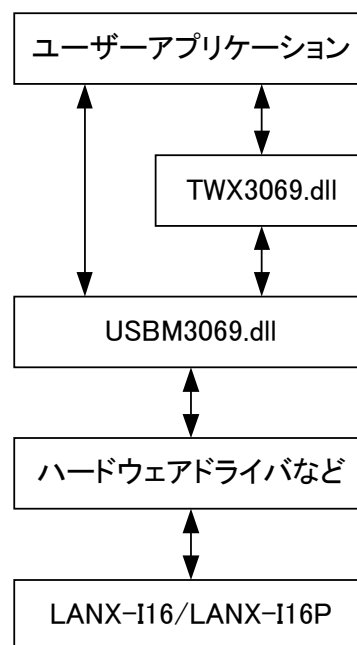 ユーザーアプリケーション
TWX3069.dll
USBM3069.dll
ハードウェアドライバなど
LANX-I16/LANX-I16P